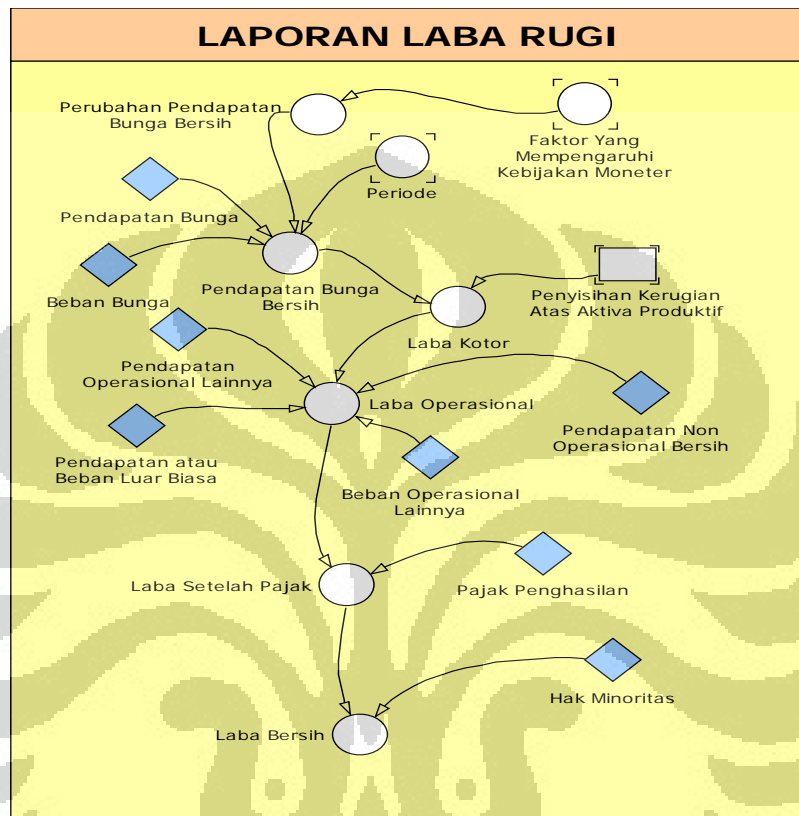 LAPORAN LABA RUGI
Perubahan Pendapatan
Bunga Bersih
Faktor Yang
Mempengaruhi
Kebijakan Moneter
Periode
Pendapatan Bunga
Beban Bunga
Pendapatan Bunga
Bersih
Penyisihan Kerugian
Atas Aktiva Produktif
Laba Kotor
Pendapatan
Operasional Lainnya
Laba Operasional
Pendapatan Non
Operasional Bersih
Pendapatan atau
Beban Luar Biasa
Beban Operasional
Lainnya
Laba Setelah Pajak
Pajak Penghasilan
Hak Minoritas
Laba Bersih